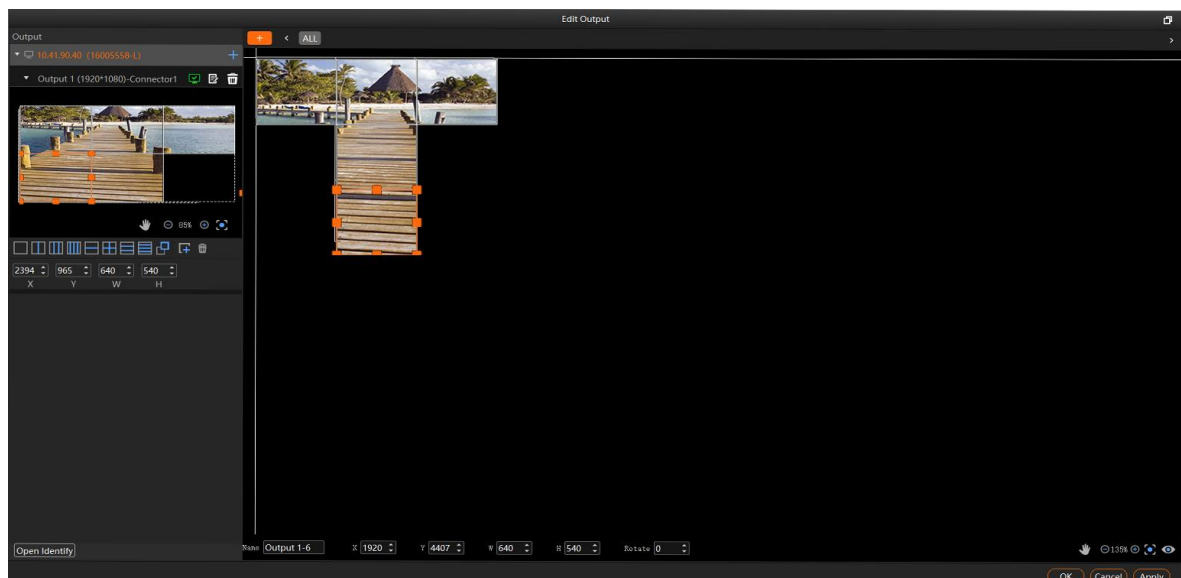 Edit Output
Output
10.41.90.40 (16005558-L)
Output 1 (1920*1080)-Connector1
ALL
85%
2394 965 640 540
X Y W H
Open Identify
Name Output 1-6 X 1920 Y 4407 W 640 H 540 Rotate 0
135%
OK Cancel Apply